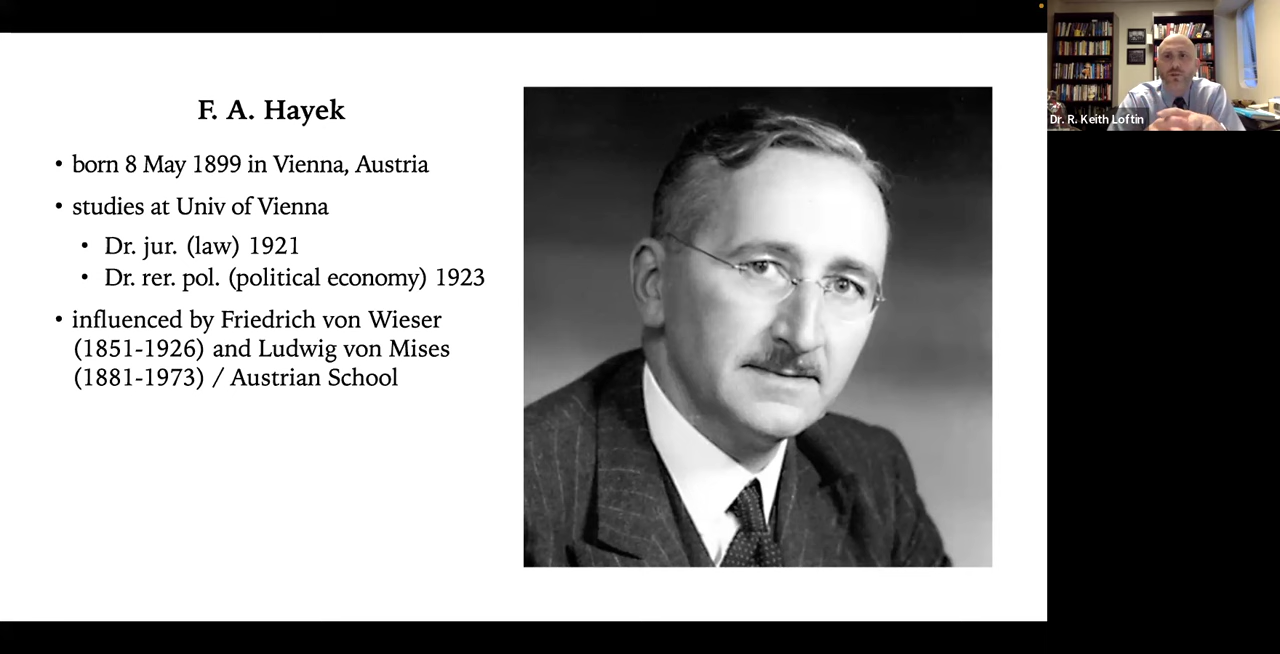 F. A. Hayek
• born 8 May 1899 in Vienna, Austria
• studies at Univ of Vienna
• Dr. jur. (law) 1921
• Dr. rer. pol. (political economy) 1923
• influenced by Friedrich von Wieser
(1851-1926) and Ludwig von Mises
(1881-1973) / Austrian School
Dr. R. Keith Loftin